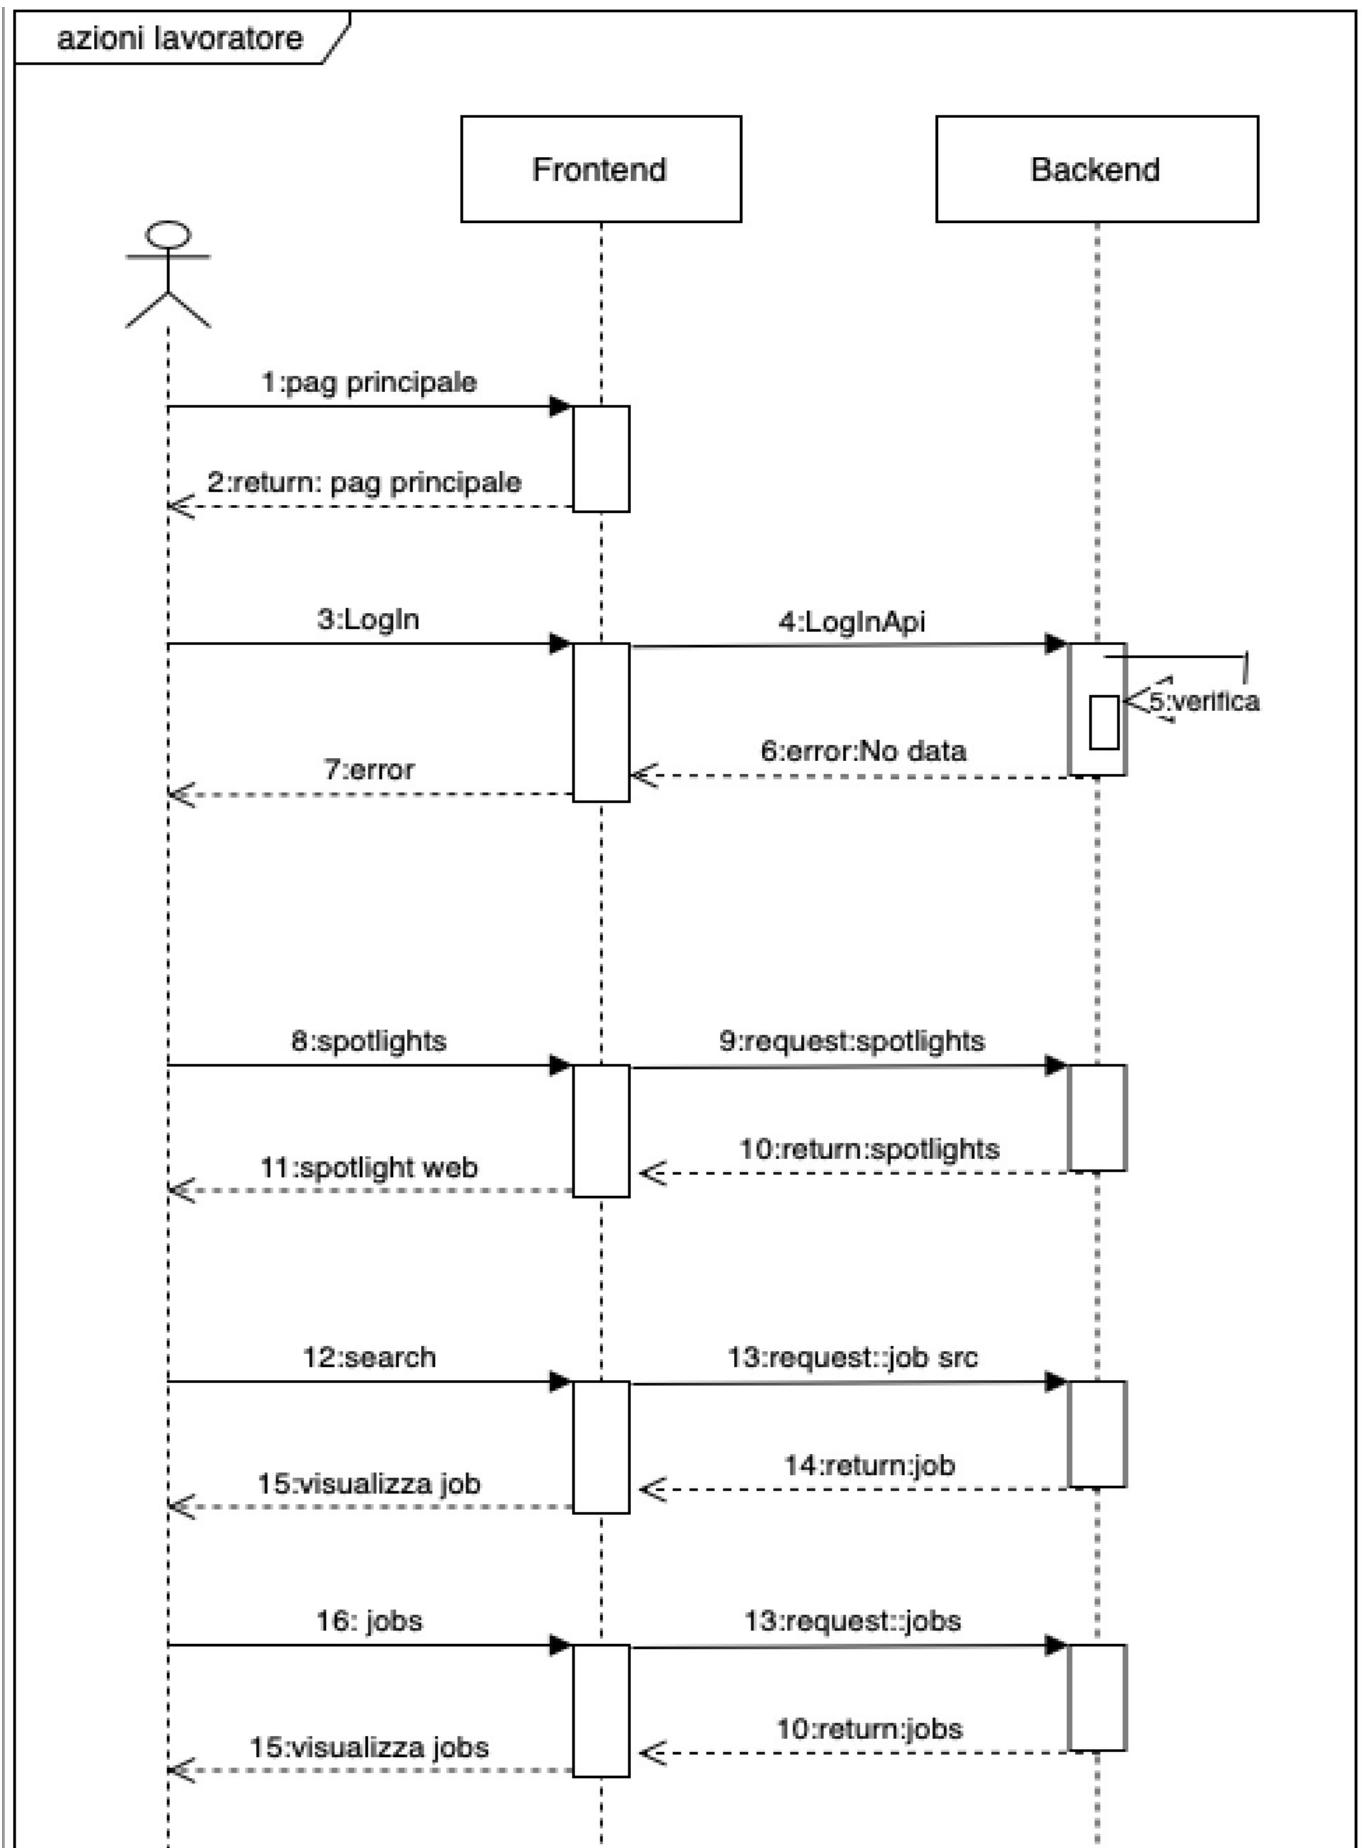 azioni lavoratore
Frontend
Backend
1:pag principale
2:return: pag principale
3:LogIn
4:LogInApi
5:verifica
6:error:No data
7:error
8:spotlights
9:request:spotlights
10:return:spotlights
11:spotlight web
12:search
13:request::job src
14:return:job
15:visualizza job
16: jobs
13:request::jobs
10:return:jobs
15:visualizza jobs